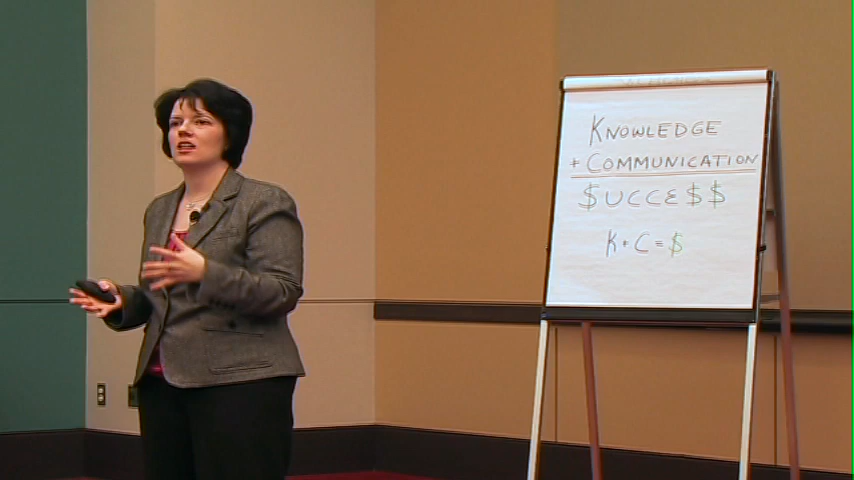 KNOWLEDGE
+ COMMUNICATION
$UCCE$$
K + C = $